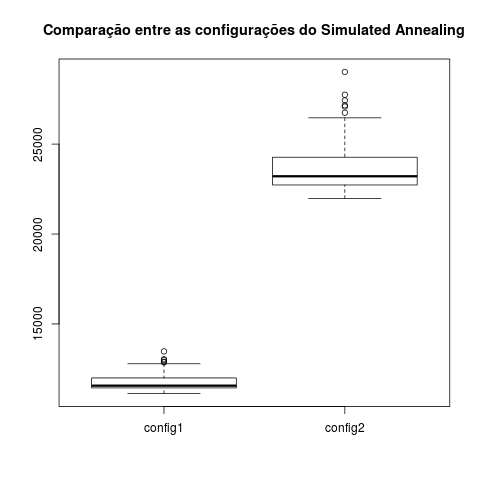 Comparação entre as configurações do Simulated Annealing
25000
20000
15000
config1
config2